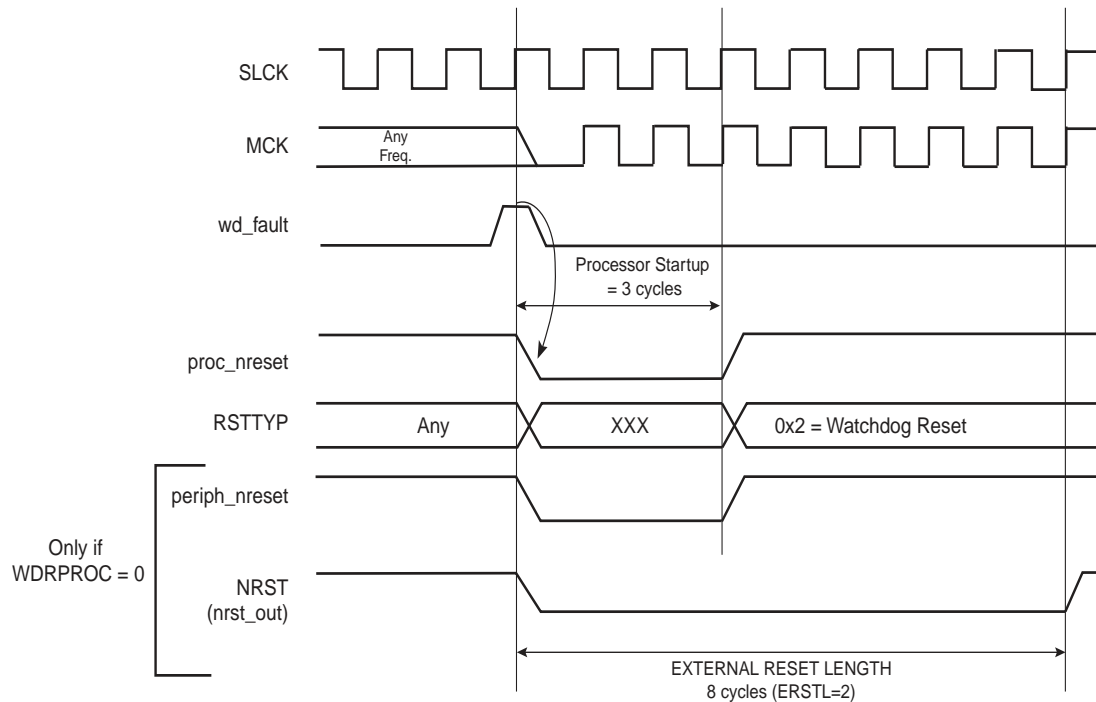 SLCK
MCK
Any
Freq.
wd_fault
Processor Startup
= 3 cycles
proc_nreset
RSTTYP
Any
XXX
0x2 = Watchdog Reset
periph_nreset
Only if
WDRPROC = 0
NRST
(nrst_out)
EXTERNAL RESET LENGTH
8 cycles (ERSTL=2)